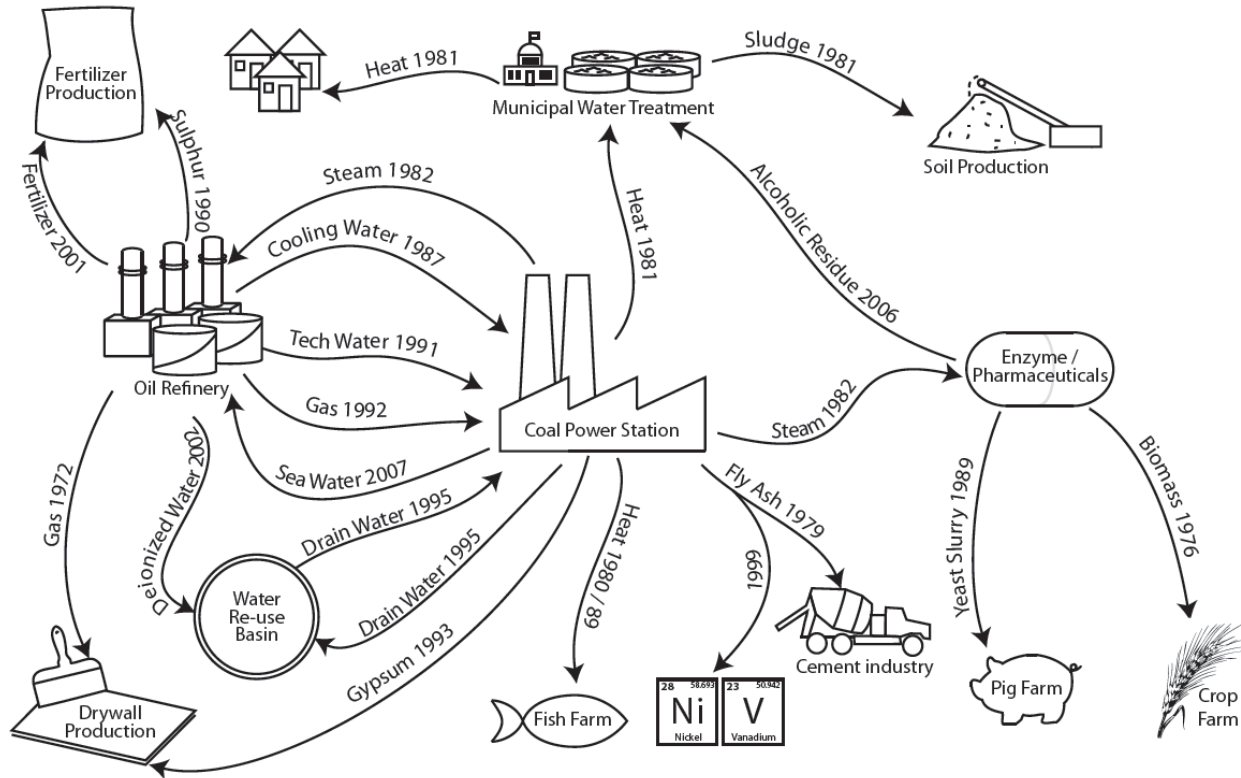 Fertilizer
Production
Heat 1981
Municipal Water Treatment
Sludge 1981
Soil Production
Sulphur 1990
Fertilizer 2001
Steam 1982
Cooling Water 1987
Heat 1981
Alcoholic Residue 2006
Tech Water 1991
Oil Refinery
Gas 1992
Coal Power Station
Steam 1982
Enzyme /
Pharmaceuticals
Gas 1972
Deionized Water 2002
Sea Water 2007
Drain Water 1995
Drain Water 1995
Water
Re-use
Basin
Gypsum 1993
Heat 1980 / 89
Fly Ash 1979
1999
Yeast Slurry 1989
Biomass 1976
Drywall
Production
Fish Farm
28 58.693
Ni
Nickel
23 50.942
V
Vanadium
Cement industry
Pig Farm
Crop
Farm